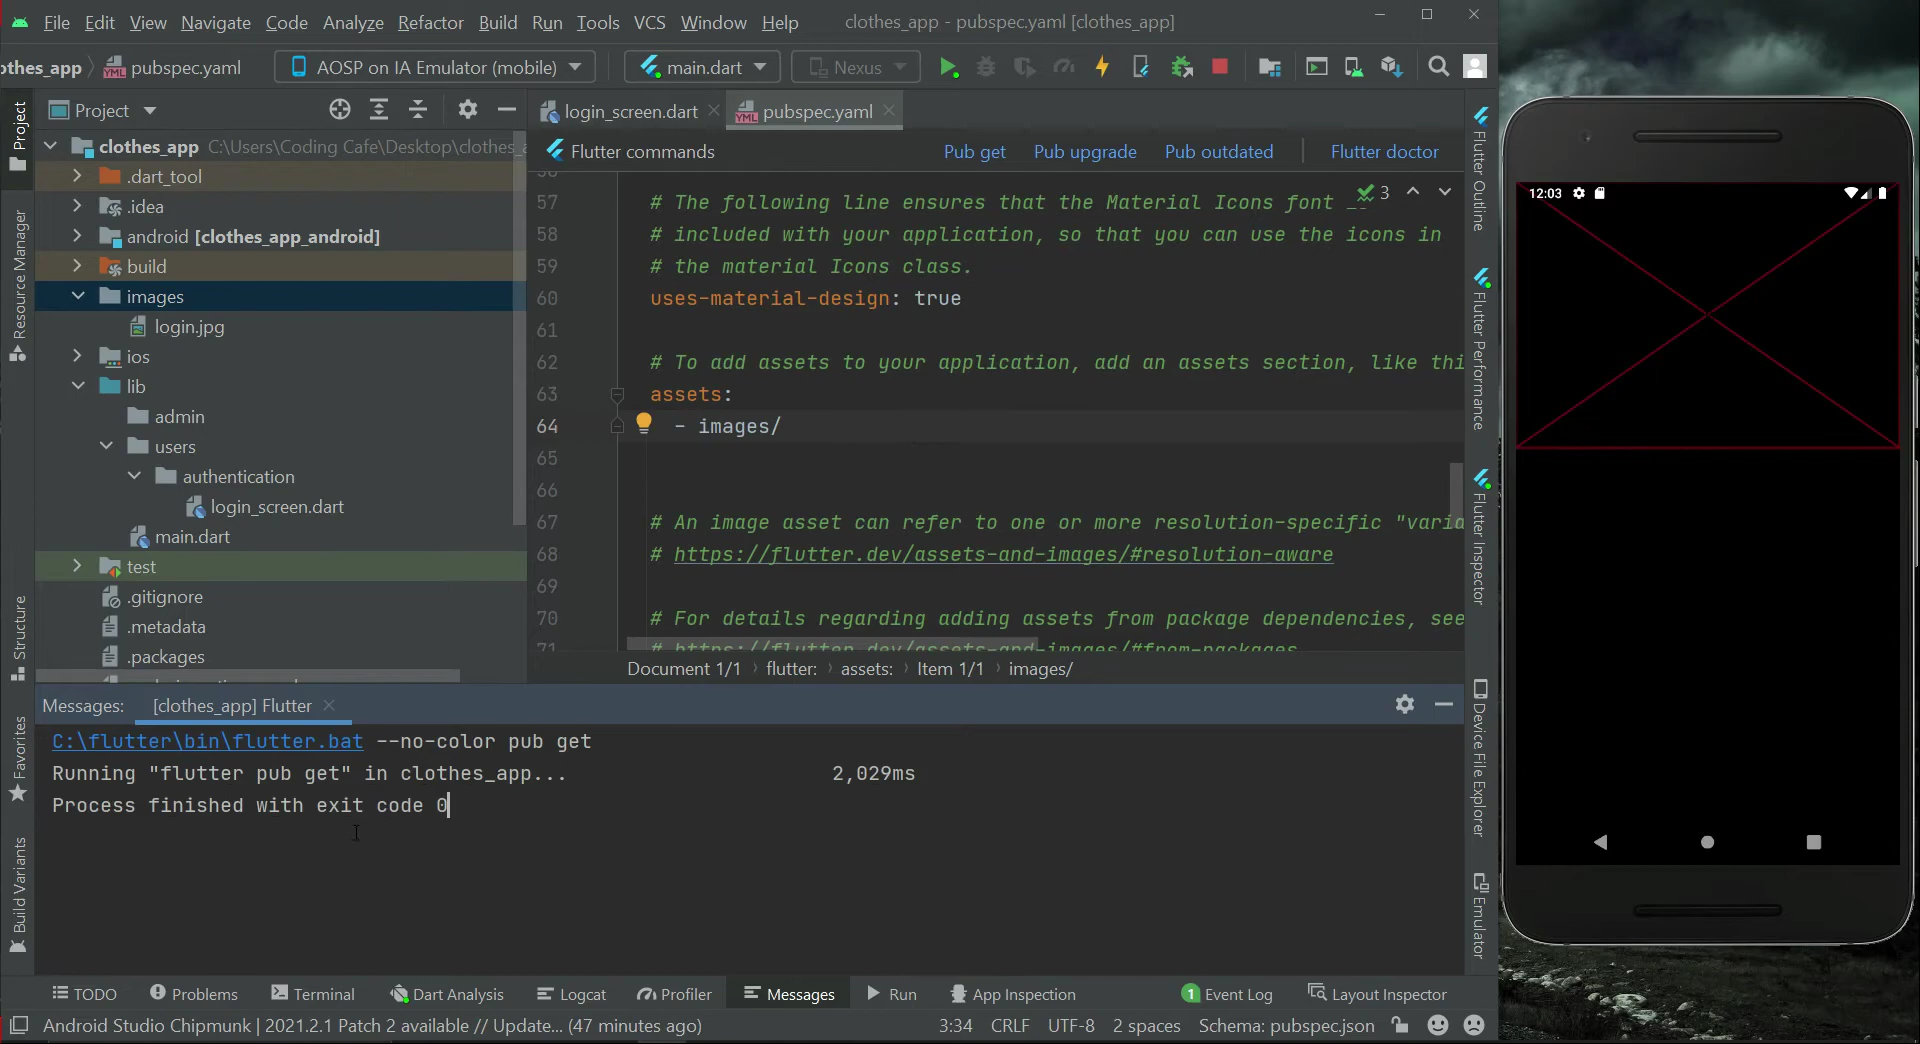 File Edit View Navigate Code Analyze Refactor Build Run Tools VCS Window Help clothes_app - pubspec.yaml [clothes_app]
othes_app pubspec.yaml AOSP on IA Emulator (mobile) main.dart Nexus
Project
login_screen.dart pubspec.yaml
Flutter commands Pub get Pub upgrade Pub outdated Flutter doctor
clothes_app C:\Users\Coding Cafe\Desktop\clothes_
.dart_tool
.idea
android [clothes_app_android]
build
images
login.jpg
ios
lib
admin
users
authentication
login_screen.dart
main.dart
test
.gitignore
.metadata
.packages
3
57 # The following line ensures that the Material Icons font
58 # included with your application, so that you can use the icons in
59 # the material Icons class.
60 uses-material-design: true
61
62 # To add assets to your application, add an assets section, like thi
63 assets:
64 - images/
65
66
67 # An image asset can refer to one or more resolution-specific "varia
68 # https://flutter.dev/assets-and-images/#resolution-aware
69
70 # For details regarding adding assets from package dependencies, see
71 # https://flutter.dev/assets-and-images/#from-packages
Document 1/1 flutter: assets: Item 1/1 images/
Messages: [clothes_app] Flutter
C:\flutter\bin\flutter.bat --no-color pub get
Running "flutter pub get" in clothes_app... 2,029ms
Process finished with exit code 0
TODO Problems Terminal Dart Analysis Logcat Profiler Messages Run App Inspection 1 Event Log Layout Inspector
Android Studio Chipmunk | 2021.2.1 Patch 2 available // Update... (47 minutes ago) 3:34 CRLF UTF-8 2 spaces Schema: pubspec.json
Project
Resource Manager
Structure
Favorites
Build Variants
Flutter Outline
Flutter Performance
Flutter Inspector
Device File Explorer
Emulator
12:03